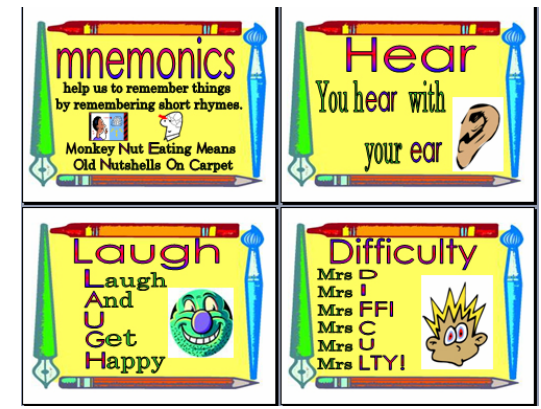 mnemonics
help us to remember things
by remembering short rhymes.
Monkey Nut Eating Means
Old Nutshells On Carpet
Hear
You hear with
your ear
Laugh
Laugh
And
U
Get
Happy
Difficulty
Mrs D
Mrs I
Mrs FFI
Mrs C
Mrs U
Mrs LTY!